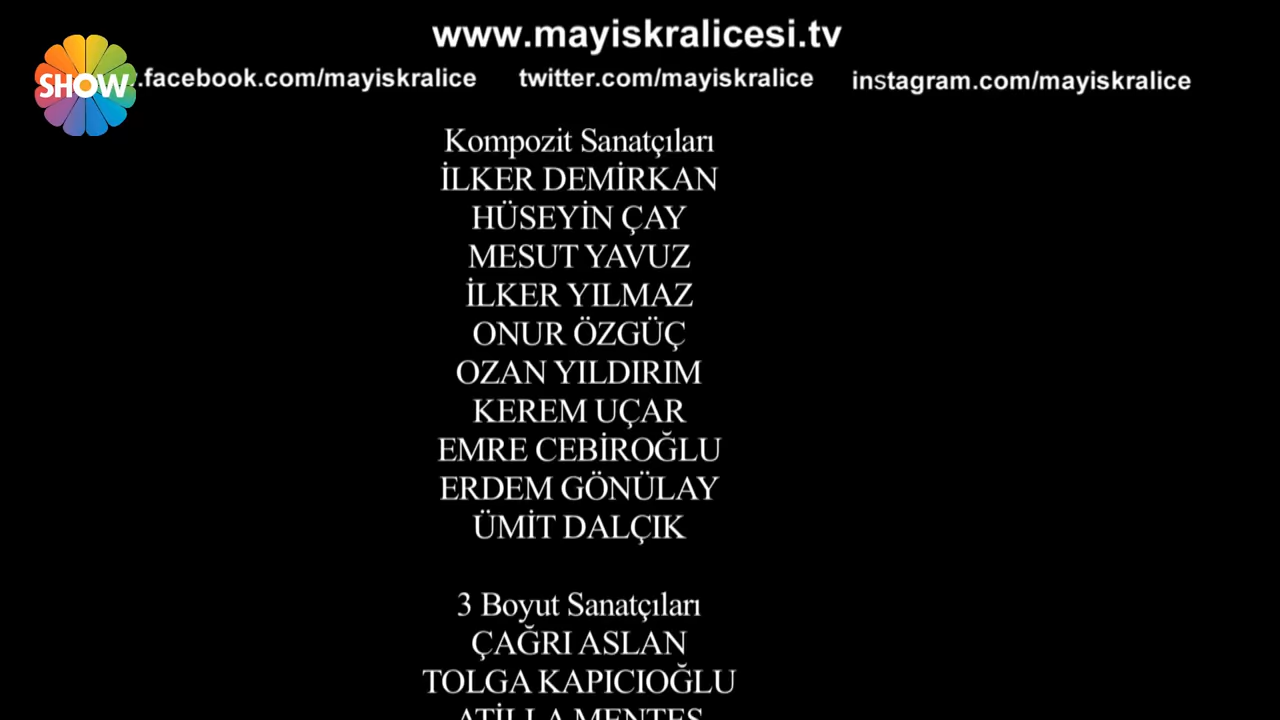 www.mayiskralicesi.tv
SHOW .facebook.com/mayiskralice twitter.com/mayiskralice instagram.com/mayiskralice
Kompozit Sanatçıları
İLKER DEMİRKAN
HÜSEYİN ÇAY
MESUT YAVUZ
İLKER YILMAZ
ONUR ÖZGÜÇ
OZAN YILDIRIM
KEREM UÇAR
EMRE CEBİROĞLU
ERDEM GÖNÜLAY
ÜMİT DALÇIK
3 Boyut Sanatçıları
ÇAĞRI ASLAN
TOLGA KAPICIOĞLU